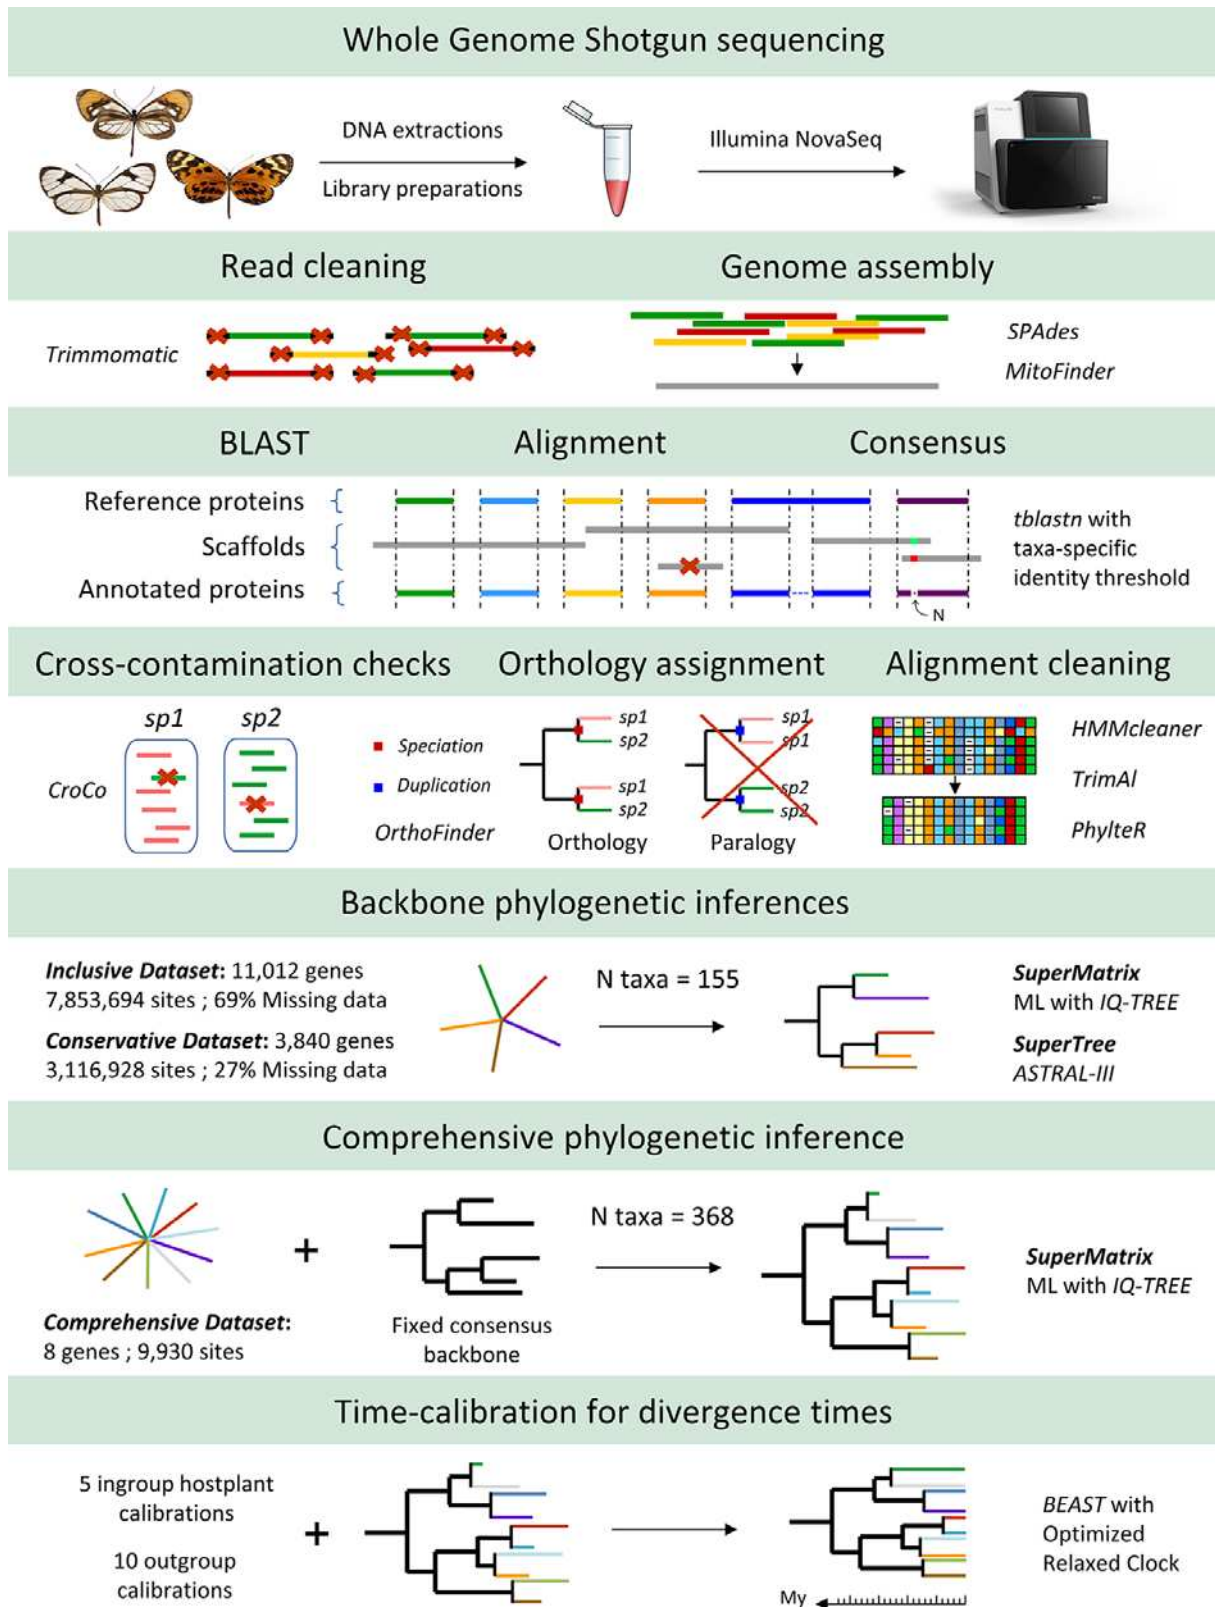 Whole Genome Shotgun sequencing
DNA extractions
Library preparations
Illumina NovaSeq
Read cleaning
Genome assembly
Trimmomatic
SPAdes
MitoFinder
BLAST
Alignment
Consensus
Reference proteins
Scaffolds
Annotated proteins
N
tblastn with
taxa-specific
identity threshold
Cross-contamination checks
Orthology assignment
Alignment cleaning
CroCo
sp1
sp2
Speciation
Duplication
OrthoFinder
sp1
sp2
sp1
sp2
Orthology
sp1
sp1
sp2
sp2
Paralogy
HMMcleaner
TrimAl
PhylteR
Backbone phylogenetic inferences
Inclusive Dataset: 11,012 genes
7,853,694 sites ; 69% Missing data
Conservative Dataset: 3,840 genes
3,116,928 sites ; 27% Missing data
N taxa = 155
SuperMatrix
ML with IQ-TREE
SuperTree
ASTRAL-III
Comprehensive phylogenetic inference
Comprehensive Dataset:
8 genes ; 9,930 sites
+
Fixed consensus
backbone
N taxa = 368
SuperMatrix
ML with IQ-TREE
Time-calibration for divergence times
5 ingroup hostplant
calibrations
10 outgroup
calibrations
+
My
BEAST with
Optimized
Relaxed Clock